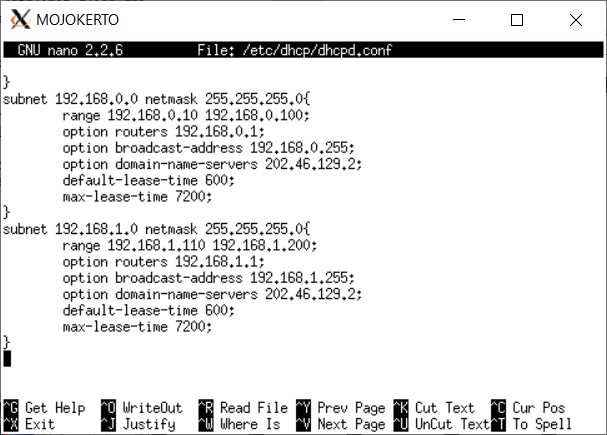 MOJOKERTO
GNU nano 2.2.6 File: /etc/dhcp/dhcpd.conf
}
subnet 192.168.0.0 netmask 255.255.255.0{
range 192.168.0.10 192.168.0.100;
option routers 192.168.0.1;
option broadcast-address 192.168.0.255;
option domain-name-servers 202.46.129.2;
default-lease-time 600;
max-lease-time 7200;
}
subnet 192.168.1.0 netmask 255.255.255.0{
range 192.168.1.110 192.168.1.200;
option routers 192.168.1.1;
option broadcast-address 192.168.1.255;
option domain-name-servers 202.46.129.2;
default-lease-time 600;
max-lease-time 7200;
}
^G Get Help ^O WriteOut ^R Read File ^Y Prev Page ^K Cut Text ^C Cur Pos
^X Exit ^J Justify ^W Where Is ^V Next Page ^U UnCut Text ^T To Spell